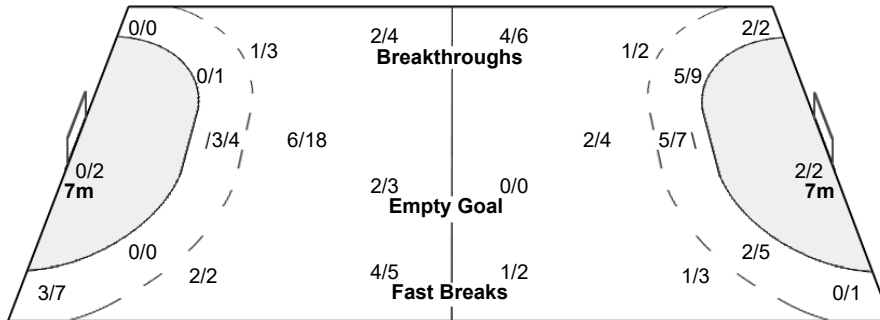 0/0 2/4 4/6 2/2
1/3 Breakthroughs 1/2
0/1 5/9
3/4 6/18 2/4 5/7
0/2 2/2
7m 2/3 0/0 7m
Empty Goal
0/0 2/5
2/2 4/5 1/2 1/3
3/7 Fast Breaks 0/1